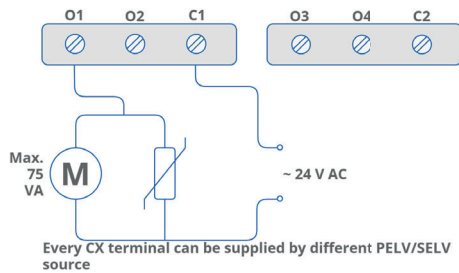 O1 O2 C1 O3 O4 C2
Max.
75
VA
M
~ 24 V AC
Every CX terminal can be supplied by different PELV/SELV
source